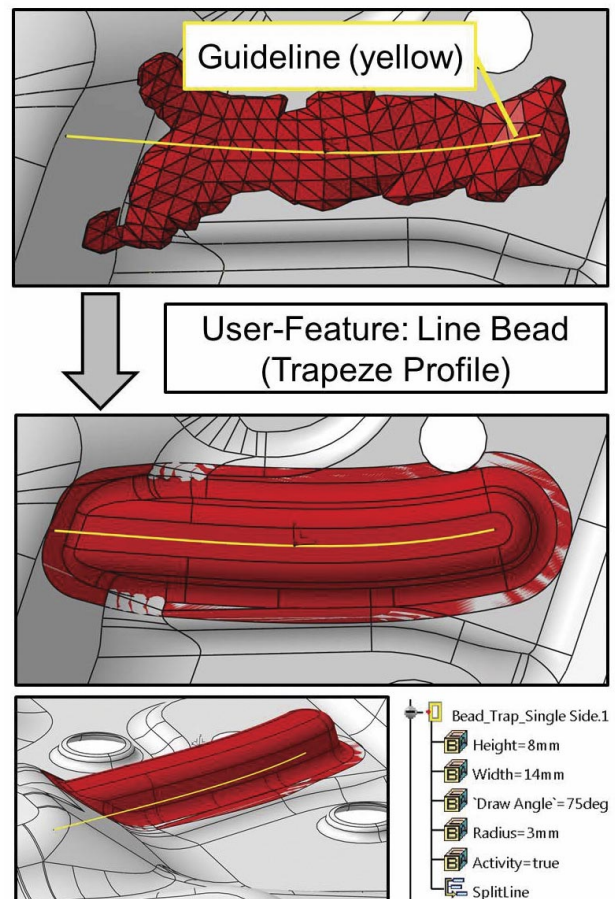 Guideline (yellow)
User-Feature: Line Bead
(Trapeze Profile)
Bead_Trap_Single Side.1
Height=8mm
Width=14mm
`Draw Angle`=75deg
Radius=3mm
Activity=true
SplitLine